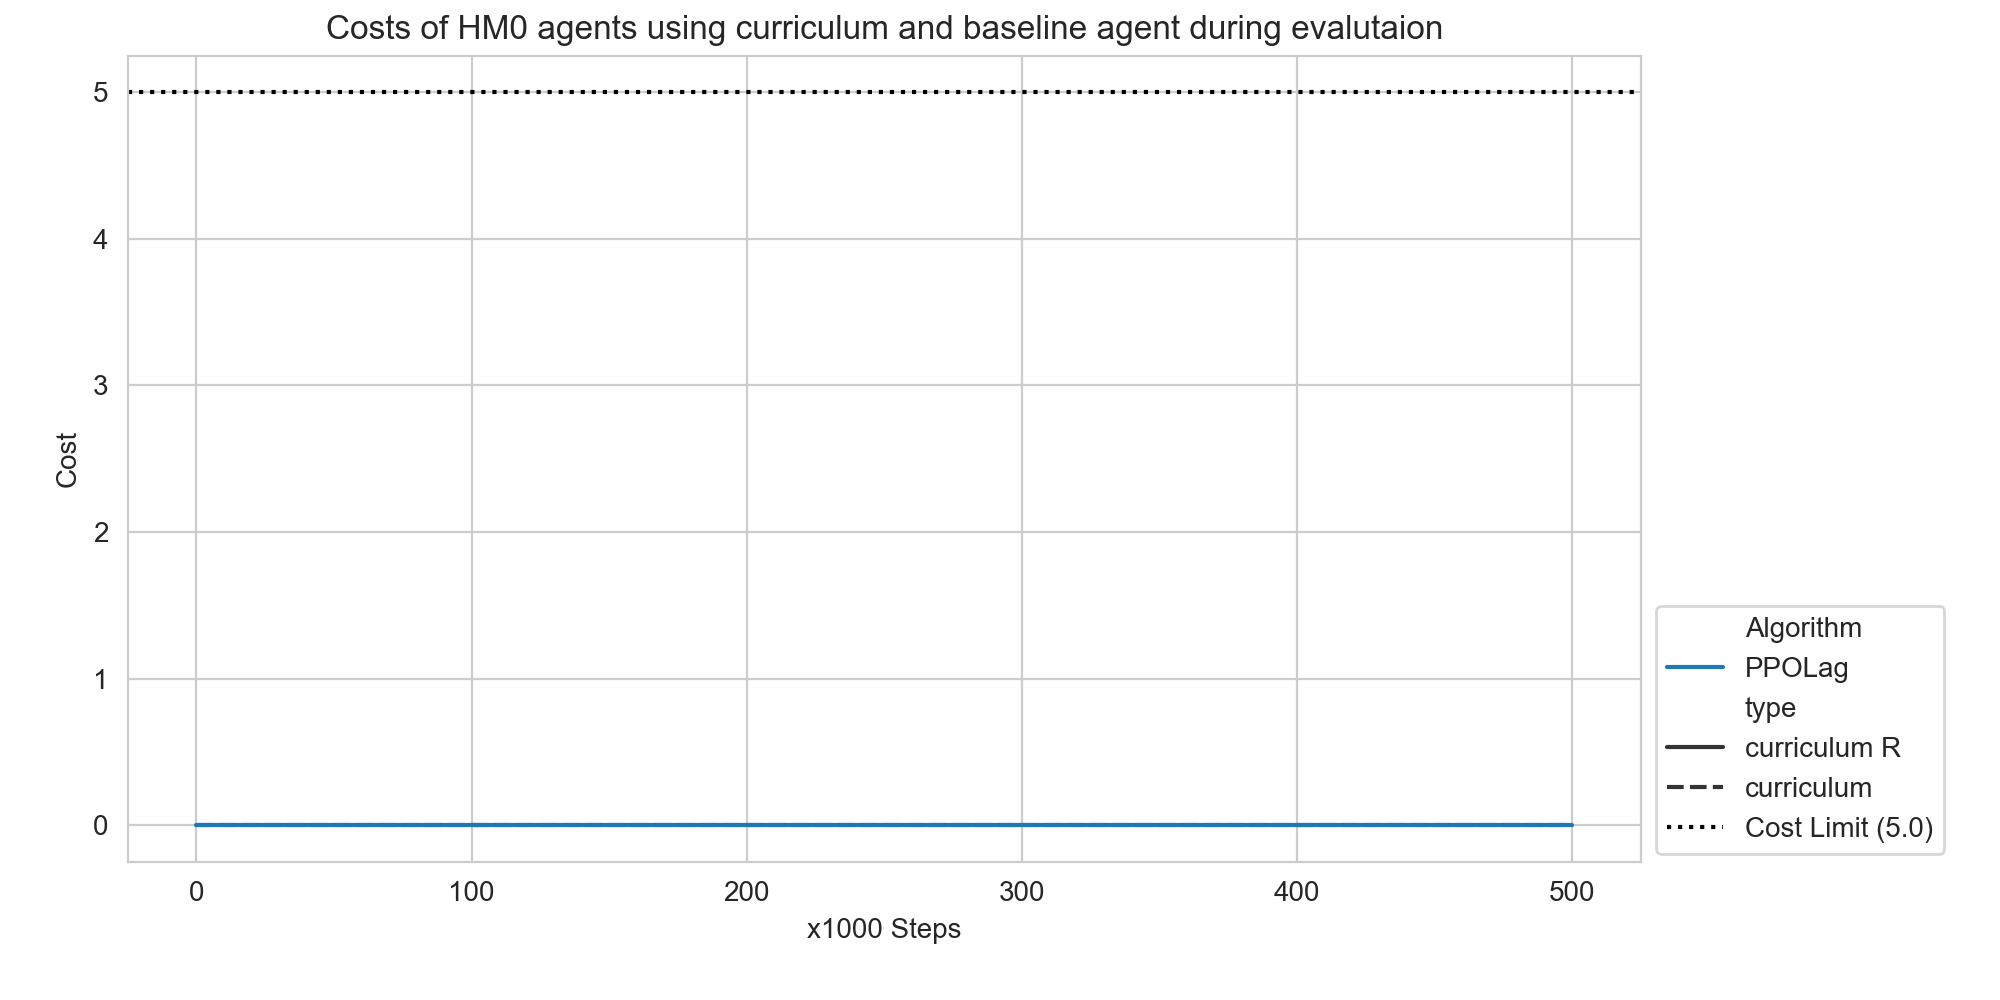 Costs of HM0 agents using curriculum and baseline agent during evalutaion
5
4
3
2
1
0
Cost
0 100 200 300 400 500
x1000 Steps
Algorithm
PPOLag
type
curriculum R
curriculum
Cost Limit (5.0)